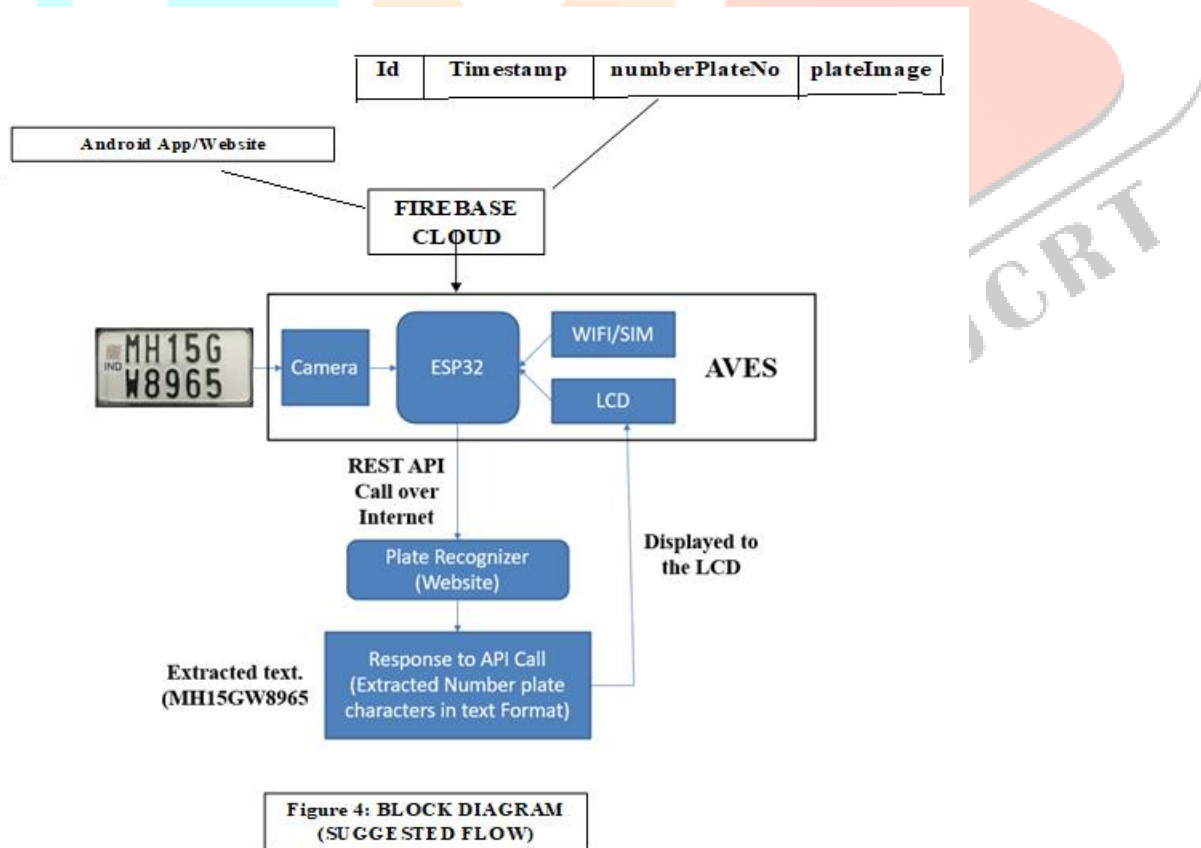 Id Timestamp numberPlateNo plateImage
Android App/Website
FIREBASE
CLOUD
MH15G
IND
W8965
Camera
ESP32
WIFI/SIM
LCD
AVES
REST API
Call over
Internet
Plate Recognizer
(Website)
Displayed to
the LCD
Extracted text.
(MH15GW8965
Response to API Call
(Extracted Number plate
characters in text Format)
Figure 4: BLOCK DIAGRAM
(SUGGESTED FLOW)